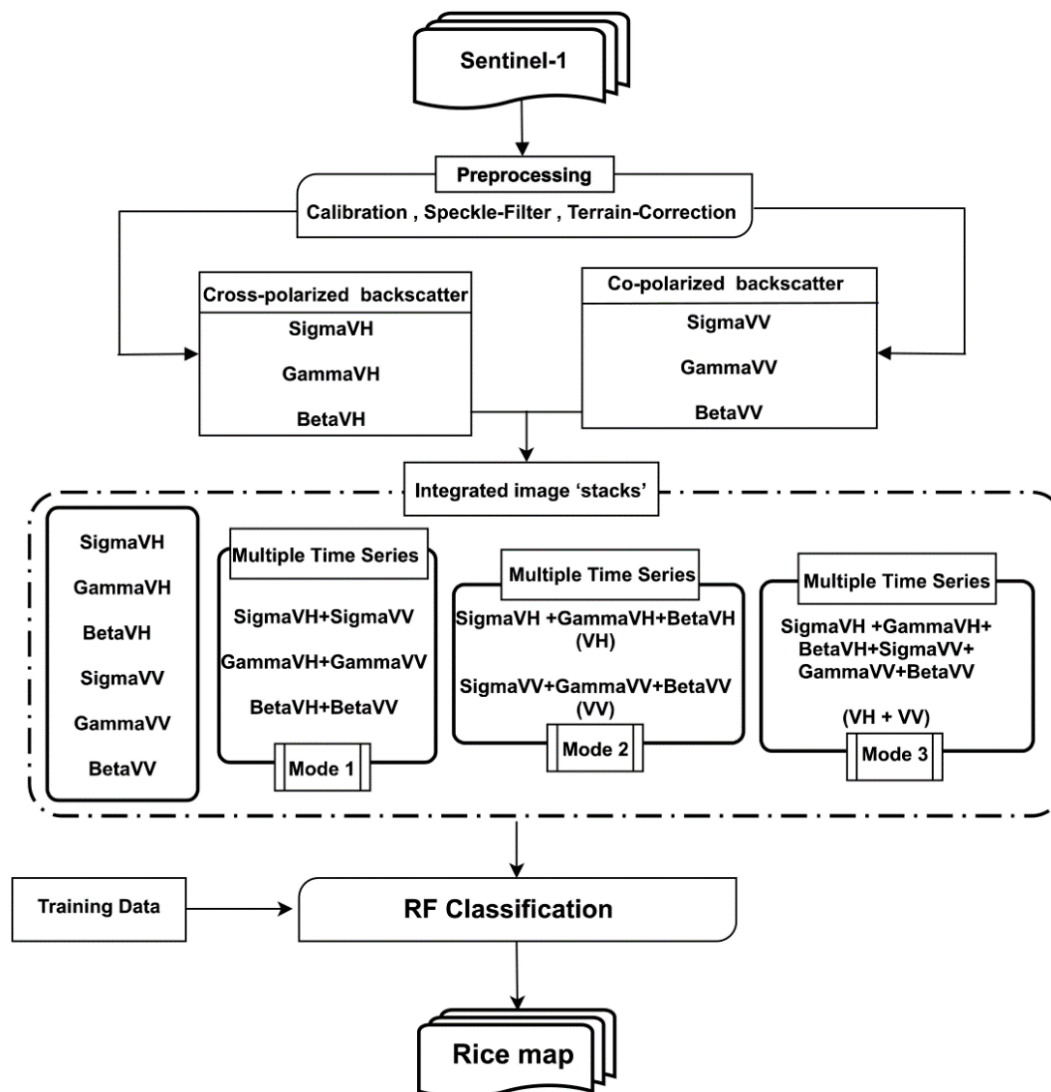 Sentinel-1
Preprocessing
Calibration , Speckle-Filter , Terrain-Correction
Cross-polarized backscatter
SigmaVH
GammaVH
BetaVH
Co-polarized backscatter
SigmaVV
GammaVV
BetaVV
Integrated image ‘stacks’
SigmaVH
GammaVH
BetaVH
SigmaVV
GammaVV
BetaVV
Multiple Time Series
SigmaVH+SigmaVV
GammaVH+GammaVV
BetaVH+BetaVV
Mode 1
Multiple Time Series
SigmaVH +GammaVH+BetaVH
(VH)
SigmaVV+GammaVV+BetaVV
(VV)
Mode 2
Multiple Time Series
SigmaVH +GammaVH+
BetaVH+SigmaVV+
GammaVV+BetaVV
(VH + VV)
Mode 3
Training Data
RF Classification
Rice map